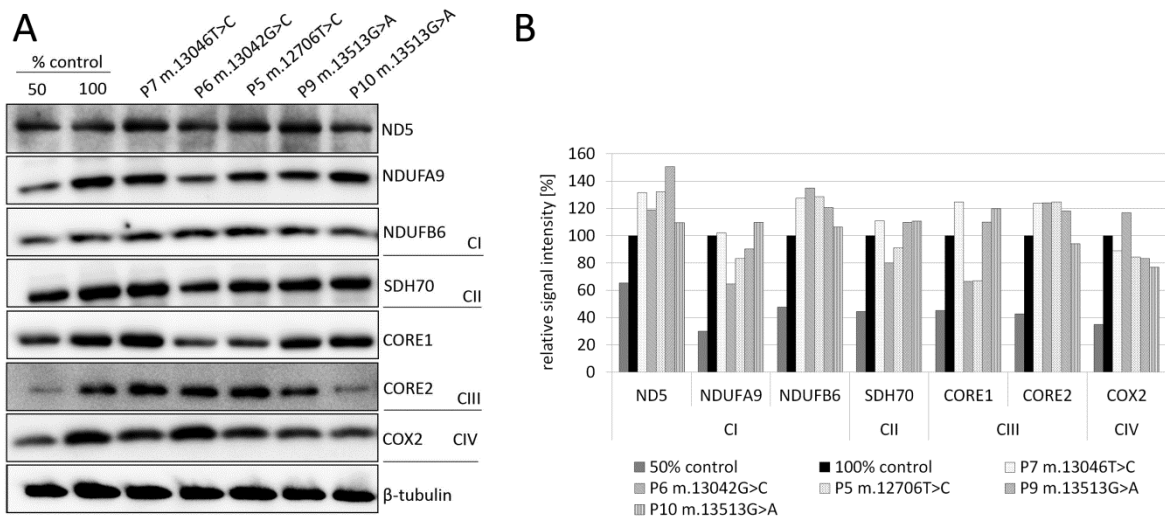 A
% control
50 100 P7 m.13046T>C P6 m.13042G>C P5 m.12706T>C P9 m.13513G>A P10 m.13513G>A
ND5
NDUFA9
NDUFB6 CI
SDH70 CII
CORE1
CORE2 CIII
COX2 CIV
β-tubulin
B
relative signal intensity [%]
160
140
120
100
80
60
40
20
0
ND5 NDUFA9 NDUFB6 SDH70 CORE1 CORE2 COX2
CI CII CIII CIV
50% control 100% control P7 m.13046T>C
P6 m.13042G>C P5 m.12706T>C P9 m.13513G>A
P10 m.13513G>A